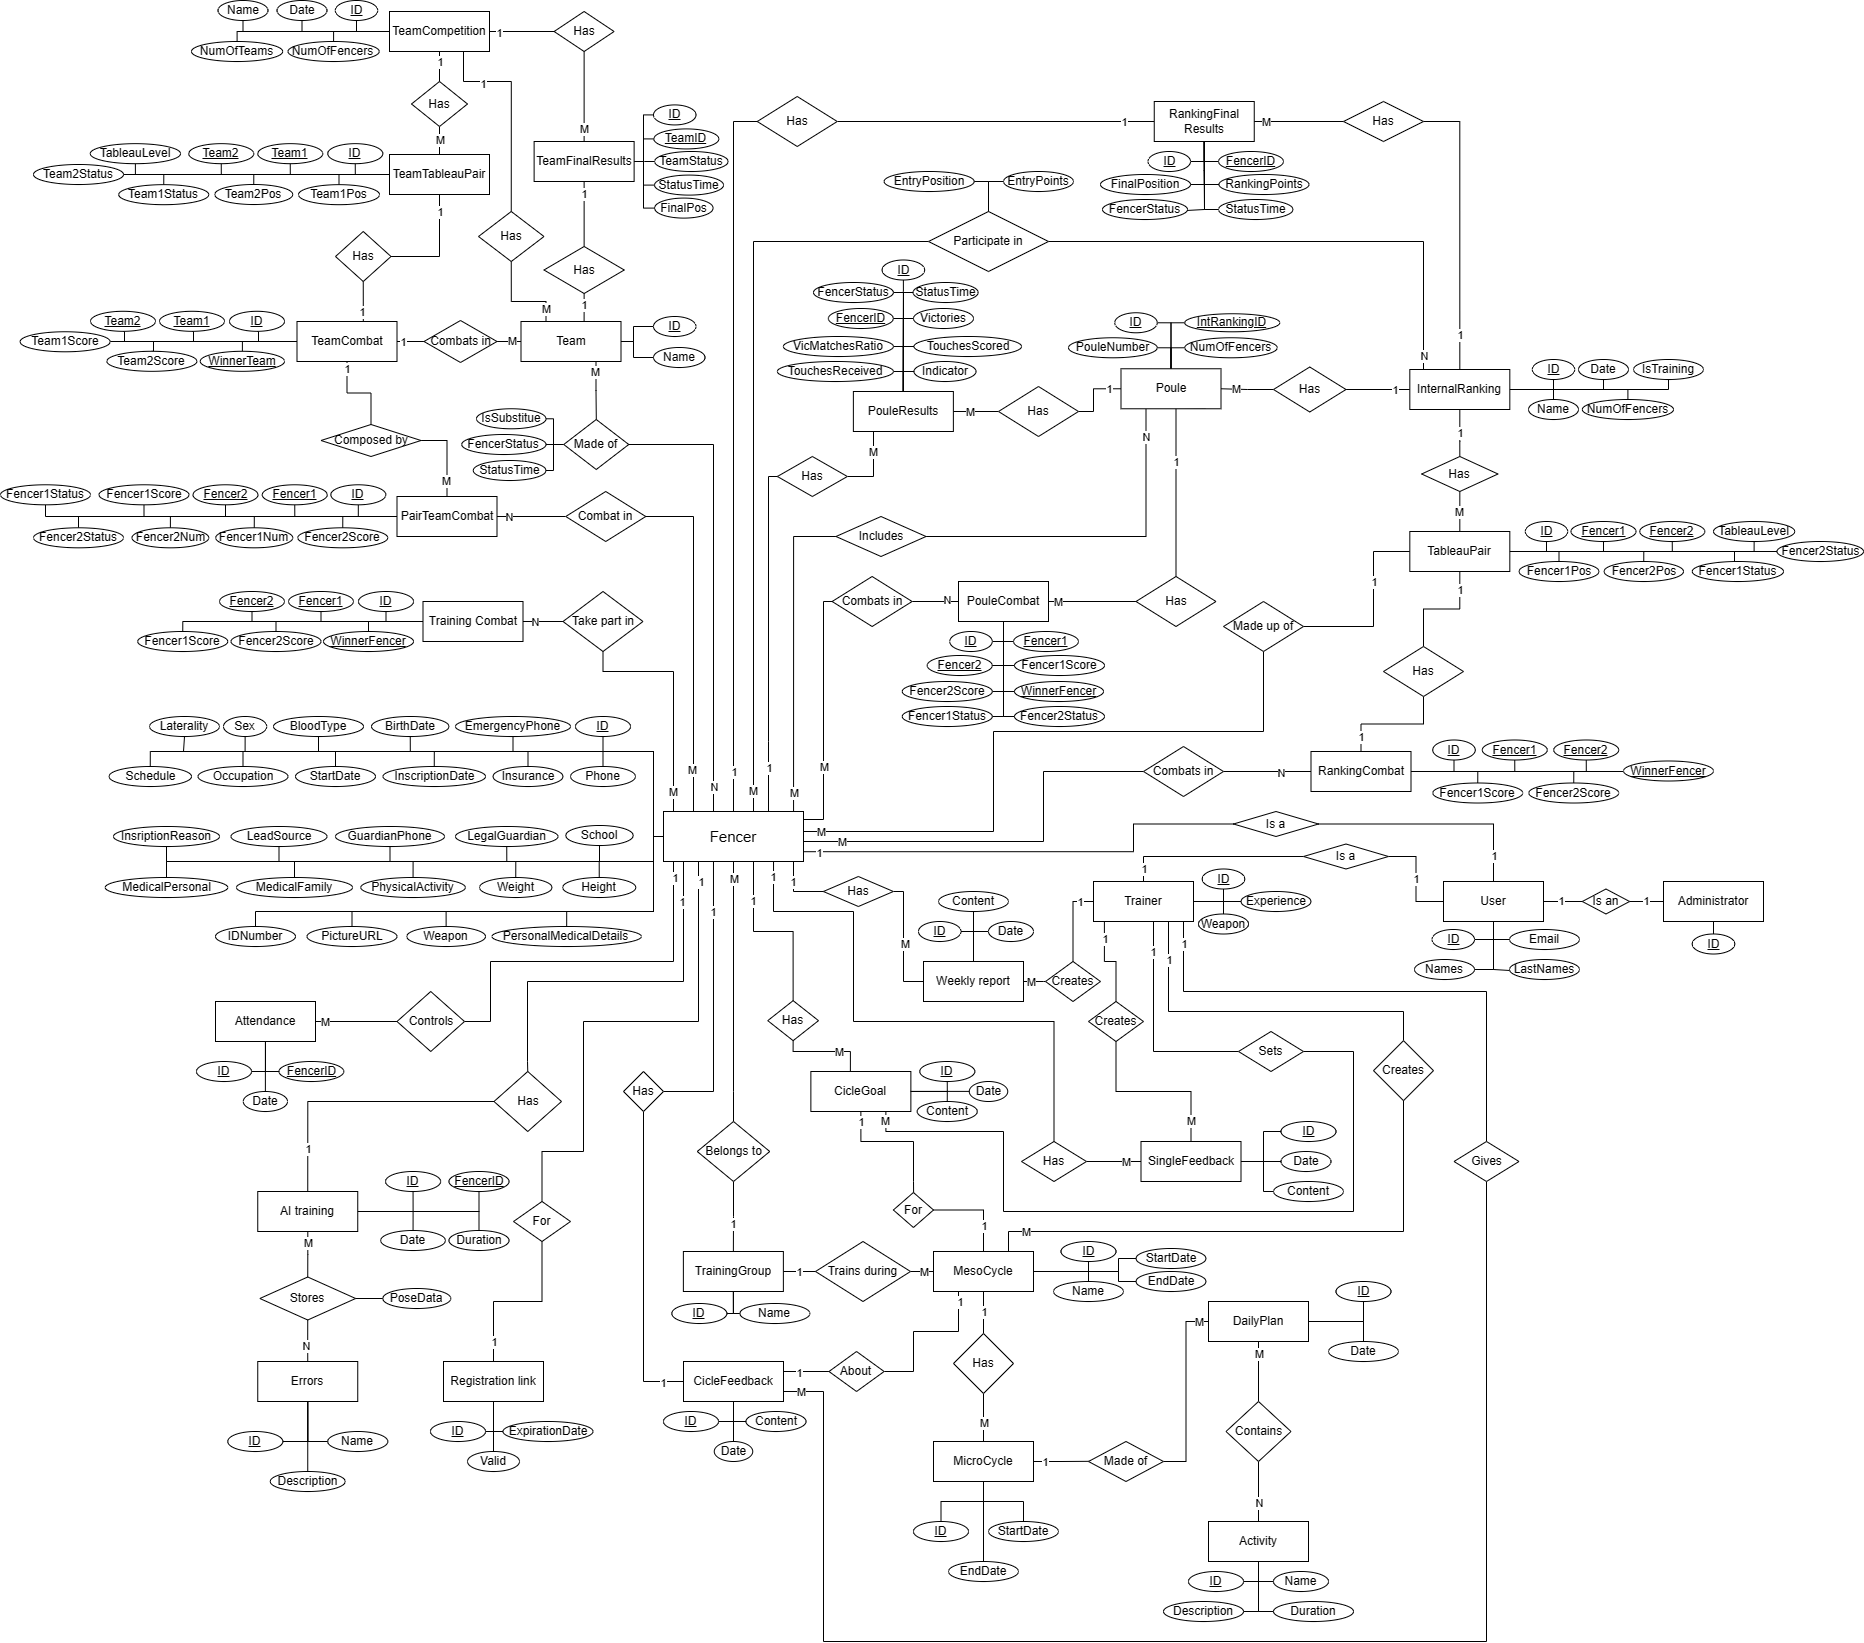 Name
Date
ID
TeamCompetition
1
Has
NumOfTeams
NumOfFencers
1
1
Has
M
M
TableauLevel
Team2
Team1
ID
TeamTableauPair
Team2Status
Team1Status
Team2Pos
Team1Pos
1
TeamFinalResults
ID
TeamID
TeamStatus
StatusTime
FinalPos
1
Has
Has
Has
1
M
1
Team2
Team1
ID
Team1Score
TeamCombat
1
Combats in
M
Team
ID
Name
Team2Score
WinnerTeam
1
M
Composed by
IsSubstitue
FencerStatus
StatusTime
Made of
M
Fencer1Status
Fencer1Score
Fencer2
Fencer1
ID
PairTeamCombat
N
Combat in
Fencer2Status
Fencer2Num
Fencer1Num
Fencer2Score
Fencer2
Fencer1
ID
Training Combat
N
Take part in
Fencer1Score
Fencer2Score
WinnerFencer
Has
1
RankingFinal
Results
M
Has
ID
FencerID
FinalPosition
RankingPoints
FencerStatus
StatusTime
EntryPosition
EntryPoints
Participate in
ID
FencerStatus
StatusTime
FencerID
Victories
VicMatchesRatio
TouchesScored
TouchesReceived
Indicator
PouleResults
M
Has
1
M
Has
ID
IntRankingID
PouleNumber
NumOfFencers
Poule
M
Has
1
N
1
N
1
InternalRanking
ID
Date
IsTraining
Name
NumOfFencers
1
Has
M
Includes
Combats in
N
PouleCombat
M
Has
ID
Fencer1
Fencer2
Fencer1Score
Fencer2Score
WinnerFencer
Fencer1Status
Fencer2Status
TableauPair
ID
Fencer1
Fencer2
TableauLevel
Fencer2Status
Fencer1Pos
Fencer2Pos
Fencer1Status
1
1
Made up of
Has
1
Combats in
N
RankingCombat
ID
Fencer1
Fencer2
WinnerFencer
Fencer1Score
Fencer2Score
Laterality
Sex
BloodType
BirthDate
EmergencyPhone
ID
Schedule
Occupation
StartDate
InscriptionDate
Insurance
Phone
InsriptionReason
LeadSource
GuardianPhone
LegalGuardian
School
MedicalPersonal
MedicalFamily
PhysicalActivity
Weight
Height
IDNumber
PictureURL
Weapon
PersonalMedicalDetails
M
M
N
1
M
1
M
M
Fencer
M
M
1
1
1
1
1
M
1
1
1
Is a
1
Is a
1
1
Has
M
Content
ID
Date
Weekly report
M
Creates
1
Trainer
ID
Experience
Weapon
User
1
Is an
1
Administrator
ID
ID
Email
Names
LastNames
1
1
1
1
Attendance
M
Controls
ID
FencerID
Date
Has
1
Has
Has
M
CicleGoal
ID
Date
Content
1
M
Creates
M
Sets
Creates
Has
M
SingleFeedback
ID
Date
Content
Gives
Belongs to
1
For
1
M
AI training
ID
FencerID
Date
Duration
M
For
Stores
PoseData
N
Errors
ID
Name
Description
1
Registration link
ID
ExpirationDate
Valid
TrainingGroup
1
Trains during
M
MesoCycle
ID
Name
ID
Name
StartDate
EndDate
1
1
Has
M
1
CicleFeedback
1
About
M
ID
Content
Date
MicroCycle
1
Made of
M
ID
StartDate
EndDate
DailyPlan
ID
Date
M
Contains
N
Activity
ID
Name
Description
Duration